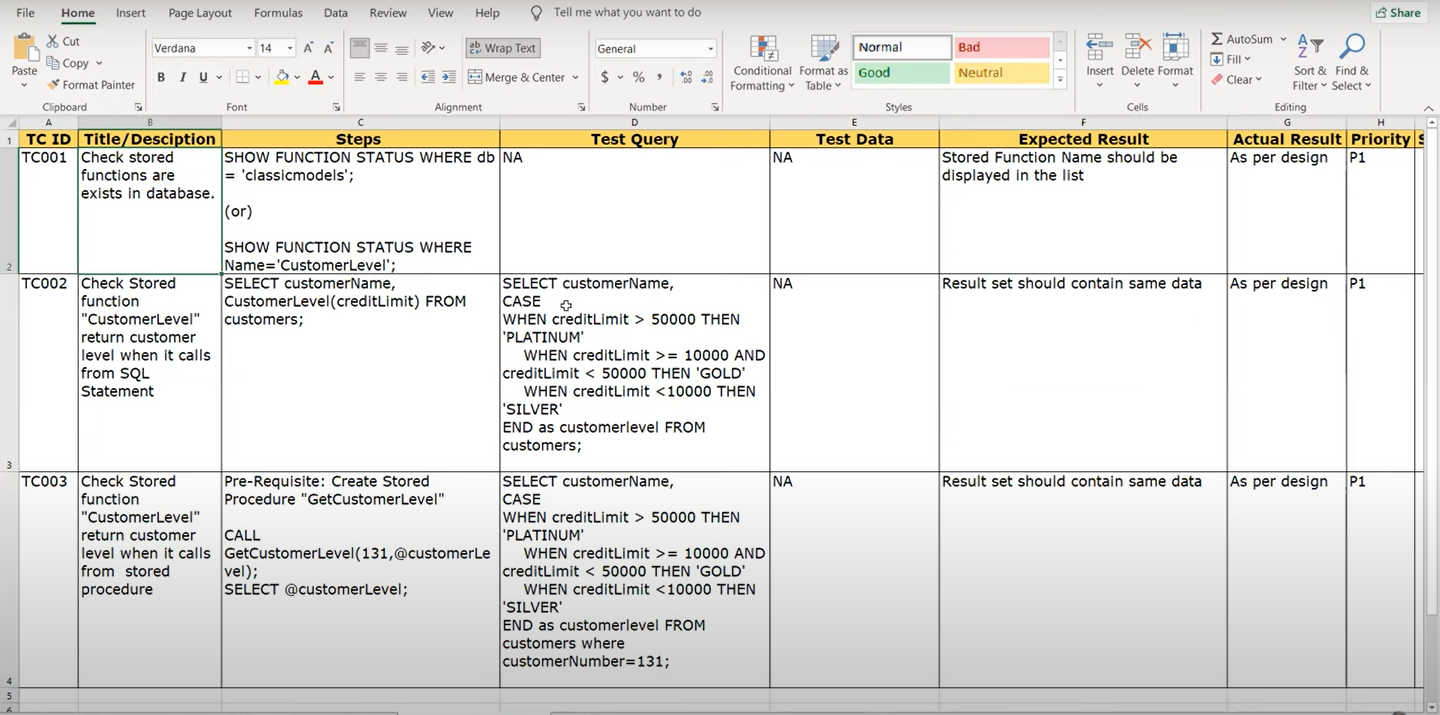 File Home Insert Page Layout Formulas Data Review View Help Tell me what you want to do Share
Paste
Cut
Copy
Format Painter
Clipboard
Verdana 14 A A
B I U A
Font
ab Wrap Text
Merge & Center
Alignment
General
$ % ,
Number
Conditional Formatting
Format as Table
Normal Bad
Good Neutral
Styles
Insert Delete Format
Cells
AutoSum
Fill
Clear
Sort & Filter
Find & Select
Editing
A B C D E F G H
1 TC ID Title/Desciption Steps Test Query Test Data Expected Result Actual Result Priority S
2
TC001
Check stored
functions are
exists in database.
SHOW FUNCTION STATUS WHERE db
= 'classicmodels';
(or)
SHOW FUNCTION STATUS WHERE
Name='CustomerLevel';
NA
NA
Stored Function Name should be
displayed in the list
As per design
P1
3
TC002
Check Stored
function
"CustomerLevel"
return customer
level when it calls
from SQL
Statement
SELECT customerName,
CustomerLevel(creditLimit) FROM
customers;
SELECT customerName,
CASE
WHEN creditLimit > 50000 THEN
'PLATINUM'
WHEN creditLimit >= 10000 AND
creditLimit < 50000 THEN 'GOLD'
WHEN creditLimit <10000 THEN
'SILVER'
END as customerlevel FROM
customers;
NA
Result set should contain same data
As per design
P1
4
TC003
Check Stored
function
"CustomerLevel"
return customer
level when it calls
from stored
procedure
Pre-Requisite: Create Stored
Procedure "GetCustomerLevel"
CALL
GetCustomerLevel(131,@customerLe
vel);
SELECT @customerLevel;
SELECT customerName,
CASE
WHEN creditLimit > 50000 THEN
'PLATINUM'
WHEN creditLimit >= 10000 AND
creditLimit < 50000 THEN 'GOLD'
WHEN creditLimit <10000 THEN
'SILVER'
END as customerlevel FROM
customers where
customerNumber=131;
NA
Result set should contain same data
As per design
P1
5
6